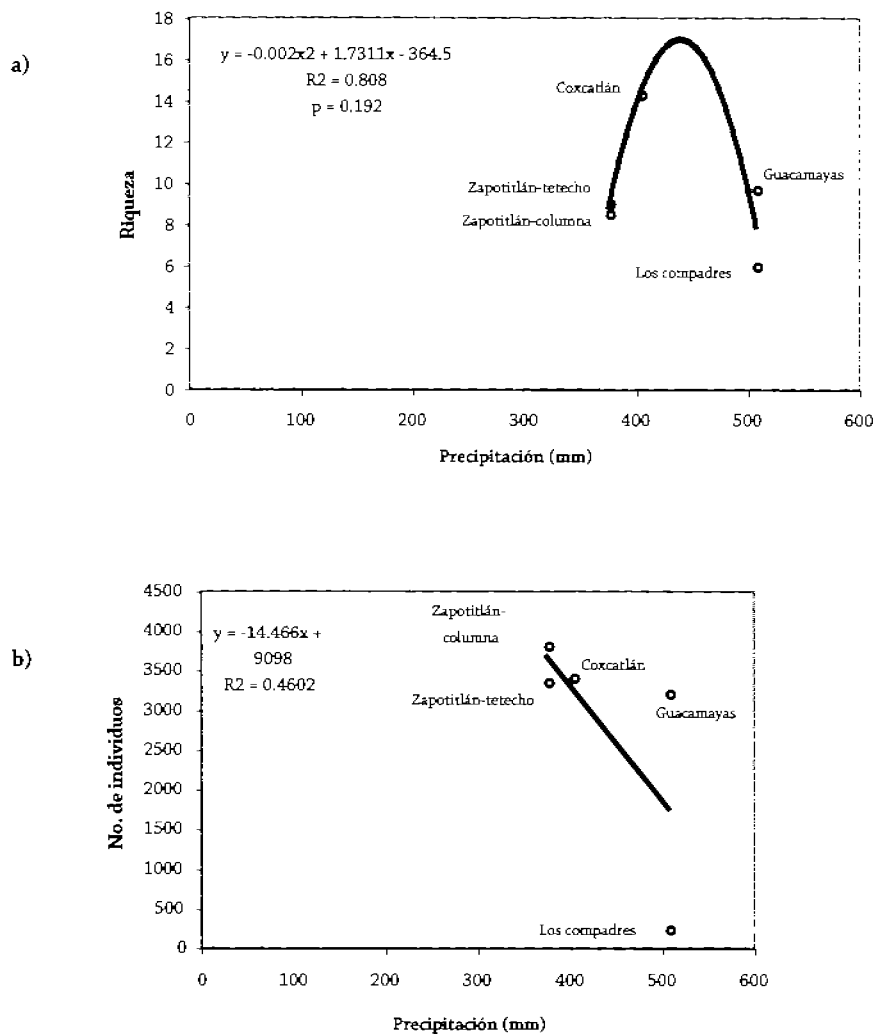 a)
y = -0.002x2 + 1.7311x - 364.5
R2 = 0.808
p = 0.192
18
16
14
12
10
8
6
4
2
0
Riqueza
Coxcatlán
Zapotitlán-tetecho
Zapotitlán-columna
Guacamayas
Los compadres
0 100 200 300 400 500 600
Precipitación (mm)
b)
y = -14.466x +
9098
R2 = 0.4602
4500
4000
3500
3000
2500
2000
1500
1000
500
0
No. de individuos
Zapotitlán-
columna
Coxcatlán
Zapotitlán-tetecho
Guacamayas
Los compadres
0 100 200 300 400 500 600
Precipitación (mm)